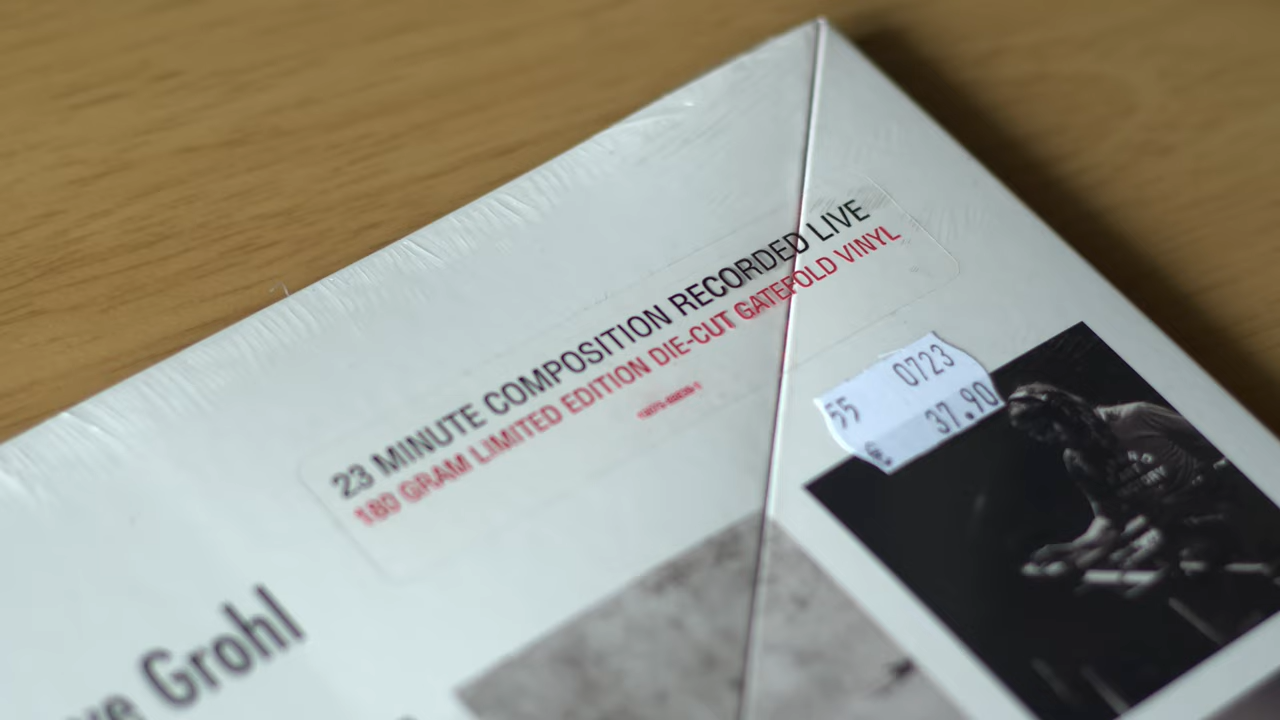 23 MINUTE COMPOSITION RECORDED LIVE
180 GRAM LIMITED EDITION DIE-CUT GATEFOLD VINYL
0723
55
37.90
Grohl